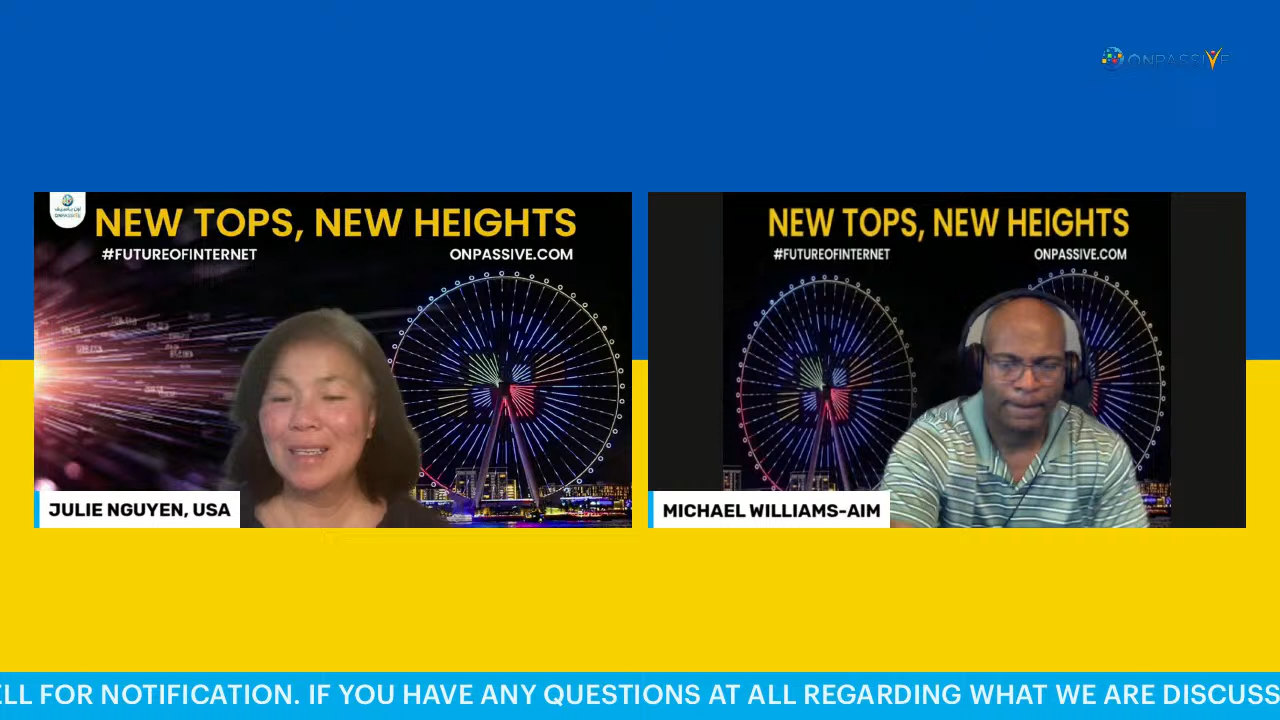 ONPASSIVE
ONPASSIVE
NEW TOPS, NEW HEIGHTS
#FUTUREOFINTERNET ONPASSIVE.COM
JULIE NGUYEN, USA
NEW TOPS, NEW HEIGHTS
#FUTUREOFINTERNET ONPASSIVE.COM
MICHAEL WILLIAMS-AIM
ELL FOR NOTIFICATION. IF YOU HAVE ANY QUESTIONS AT ALL REGARDING WHAT WE ARE DISCUSS